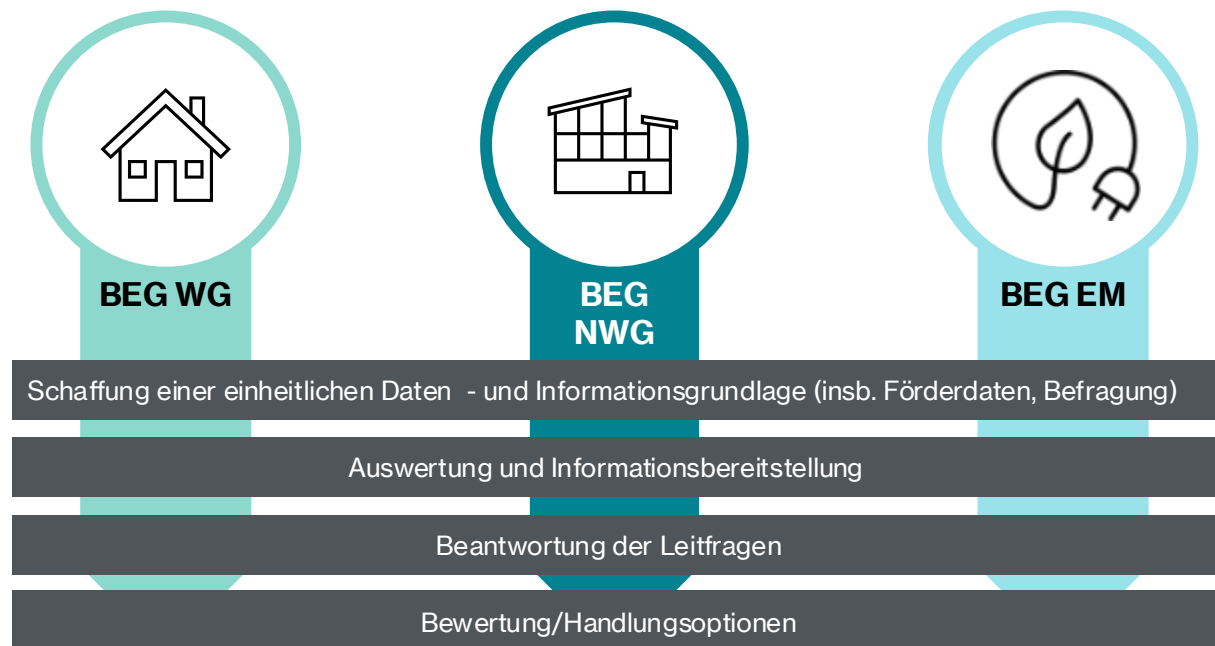 BEG WG
BEG
NWG
BEG EM
Schaffung einer einheitlichen Daten - und Informationsgrundlage (insb. Förderdaten, Befragung)
Auswertung und Informationsbereitstellung
Beantwortung der Leitfragen
Bewertung/Handlungsoptionen